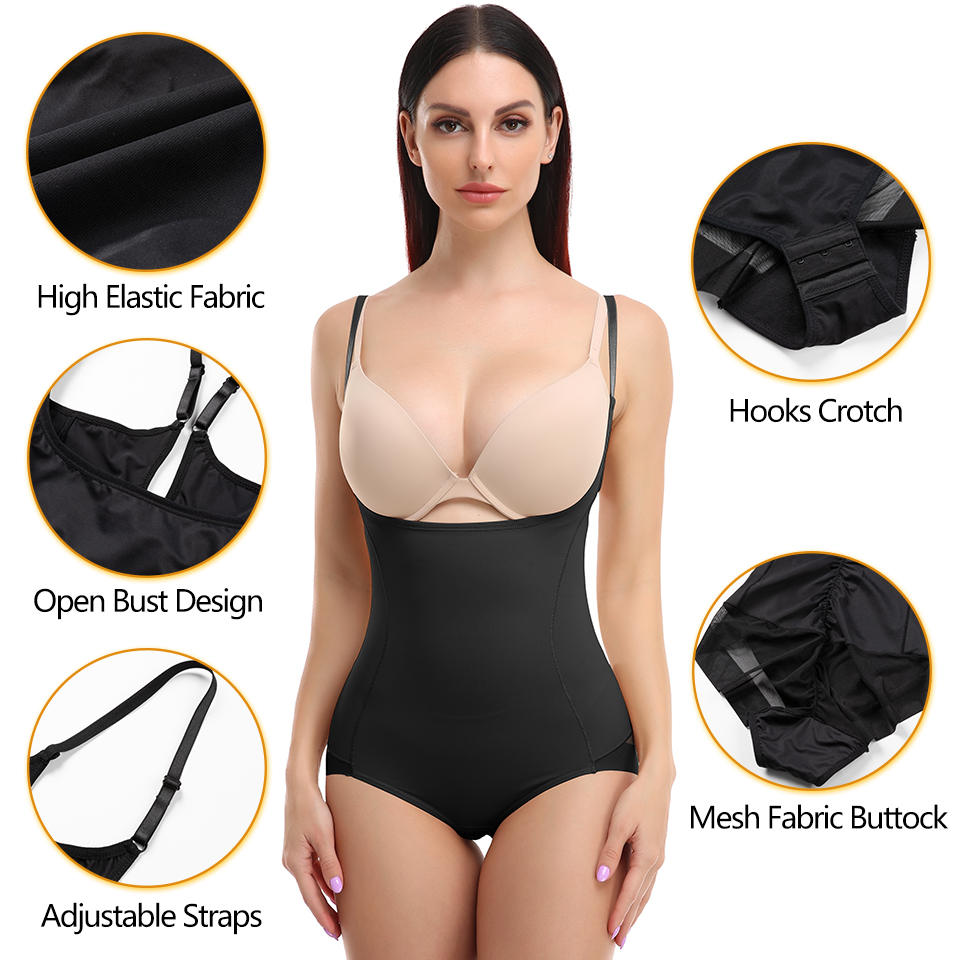 High Elastic Fabric
Hooks Crotch
Open Bust Design
Mesh Fabric Buttock
Adjustable Straps